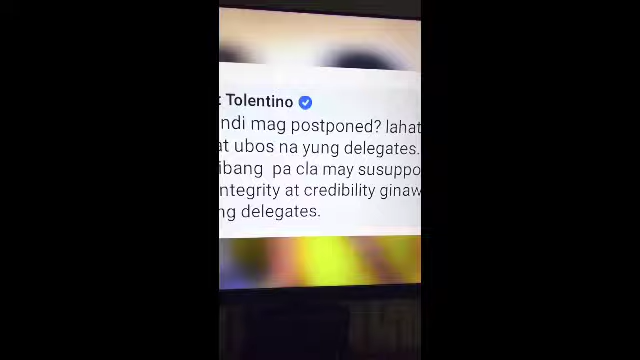 : Tolentino
ndi mag postponed? lahat
at ubos na yung delegates.
ibang pa cla may susuppo
ntegrity at credibility ginaw
ng delegates.